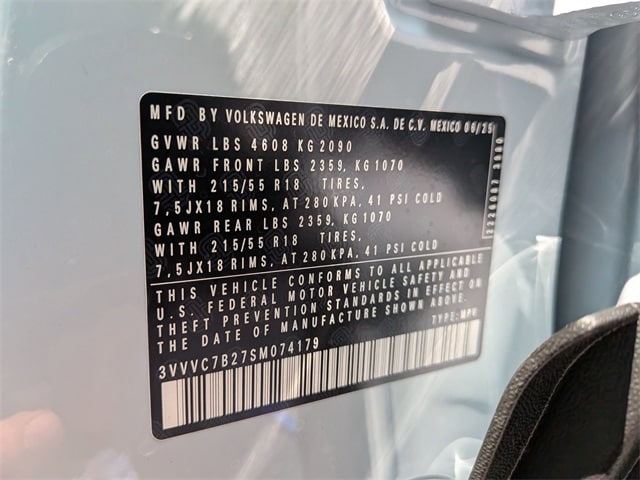 MFD BY VOLKSWAGEN DE MEXICO S.A. DE C.V. MEXICO 06/25
GVWR LBS 4608 KG 2090
GAWR FRONT LBS 2359, KG 1070
WITH 215/55 R18 TIRES,
7,5JX18 RIMS, AT 280 KPA, 41 PSI COLD
GAWR REAR LBS 2359, KG 1070
WITH 215/55 R18 TIRES,
7,5JX18 RIMS, AT 280 KPA, 41 PSI COLD
THIS VEHICLE CONFORMS TO ALL APPLICABLE
U.S. FEDERAL MOTOR VEHICLE SAFETY AND
THEFT PREVENTION STANDARDS IN EFFECT ON
THE DATE OF MANUFACTURE SHOWN ABOVE.
TYPE: MPV
3VVVC7B27SM074179